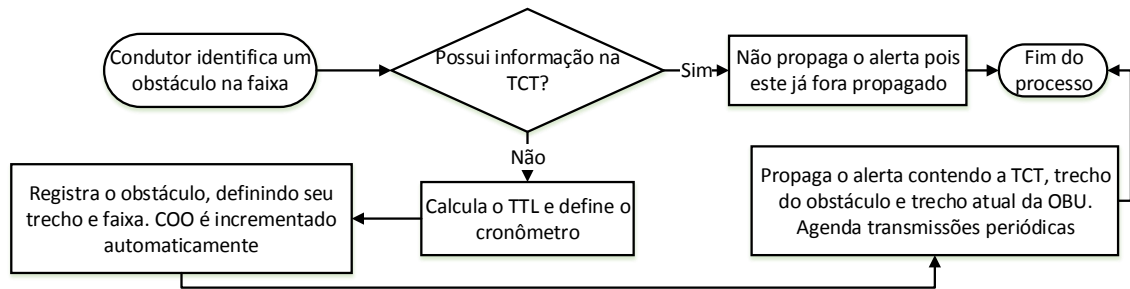 Condutor identifica um
obstáculo na faixa
Possui informação na
TCT?
Sim
Não propaga o alerta pois
este já fora propagado
Fim do
processo
Não
Calcula o TTL e define o
cronômetro
Registra o obstáculo, definindo seu
trecho e faixa. COO é incrementado
automaticamente
Propaga o alerta contendo a TCT, trecho
do obstáculo e trecho atual da OBU.
Agenda transmissões periódicas